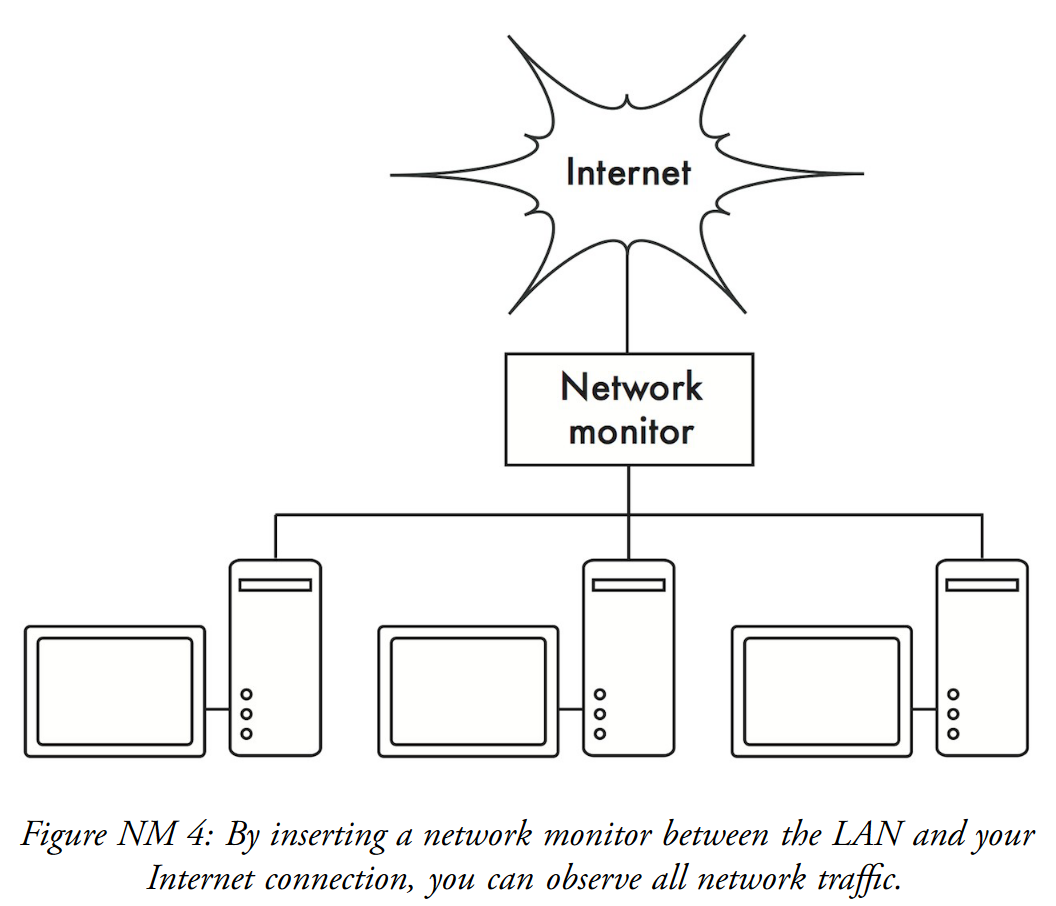 Internet
Network
monitor
Figure NM 4: By inserting a network monitor between the LAN and your
Internet connection, you can observe all network traffic.